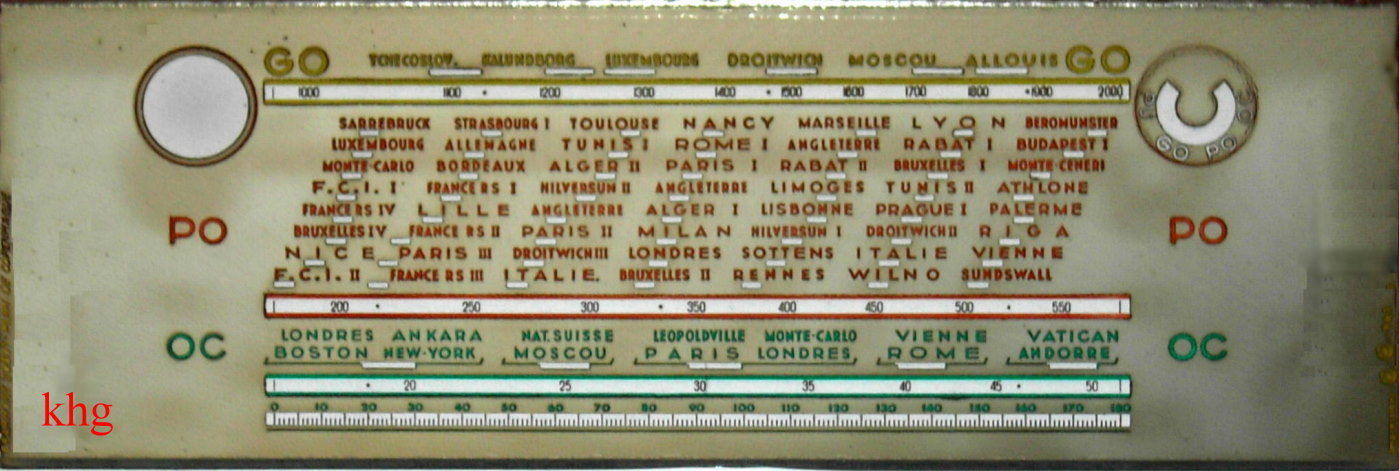 GO TCHECOSLOV. KALUNDBORG LUXEMBOURG DROITWICH MOSCOU ALLOUIS GO
1000 1100 1200 1300 1400 1500 1600 1700 1800 1900 2000
SARREBRUCK STRASBOURG I TOULOUSE NANCY MARSEILLE LYON BEROMUNSTER
LUXEMBOURG ALLEMAGNE TUNIS I ROME I ANGLETERRE RABAT I BUDAPEST I
GO PO OC
MONTE-CARLO BORDEAUX ALGER II PARIS I RABAT II BRUXELLES I MONTE-CENERI
F.C.I. I FRANCE RS I HILVERSUM II ANGLETERRE LIMOGES TUNIS II ATHLONE
FRANCE RS IV LILLE ANGLETERRE ALGER I LISBONNE PRAGUE I PALERME
PO BRUXELLES IV FRANCE RS II PARIS II MILAN HILVERSUM I DROITWICH II RIGA PO
NICE PARIS III DROITWICH III LONDRES SOTTENS ITALIE VIENNE
F.C.I. II FRANCE RS III ITALIE. BRUXELLES II RENNES WILNO SUNDSWALL
200 250 300 350 400 450 500 550
LONDRES ANKARA NAT. SUISSE LEOPOLDVILLE MONTE-CARLO VIENNE VATICAN
OC BOSTON NEW-YORK, MOSCOU PARIS LONDRES, ROME, ANDORRE, OC
20 25 30 35 40 45 50
0 10 20 30 40 50 60 70 80 90 100 110 120 130 140 150 160 170 180
khg